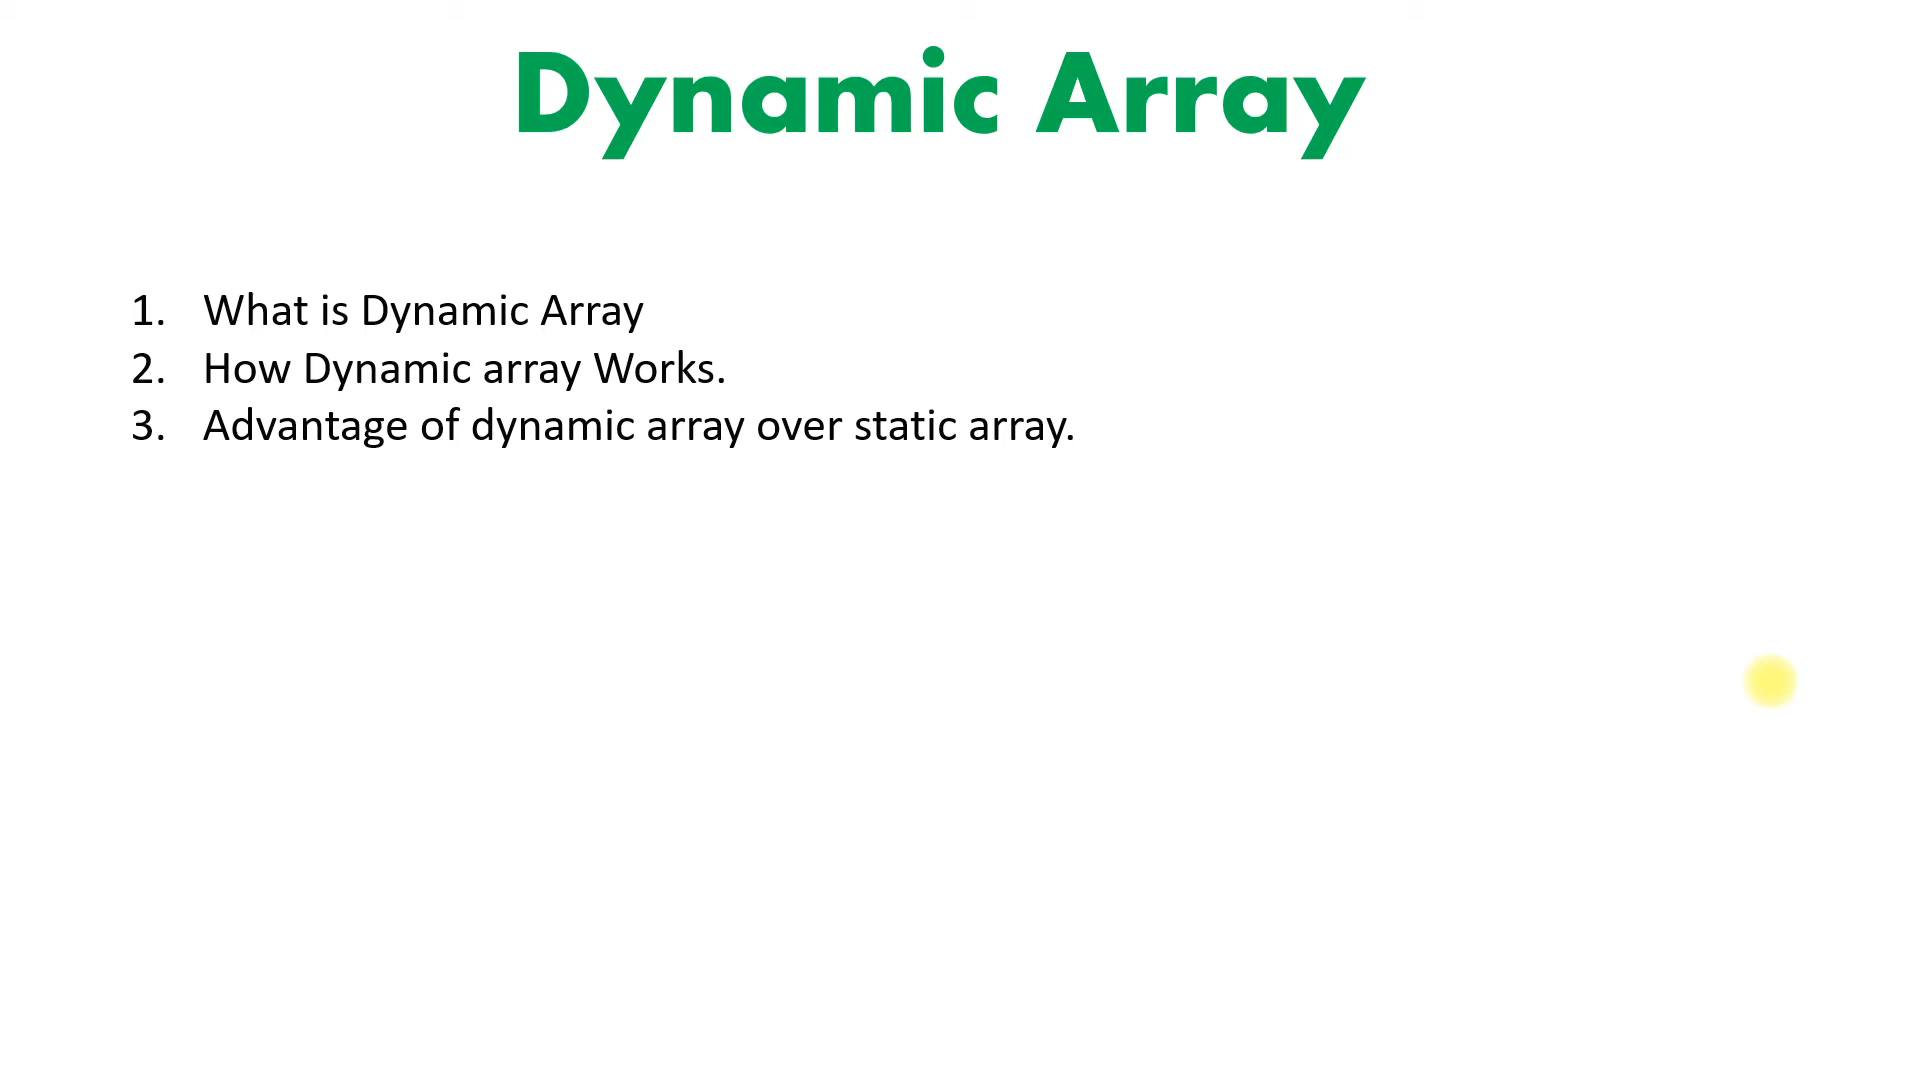 Dynamic Array
1. What is Dynamic Array
2. How Dynamic array Works.
3. Advantage of dynamic array over static array.